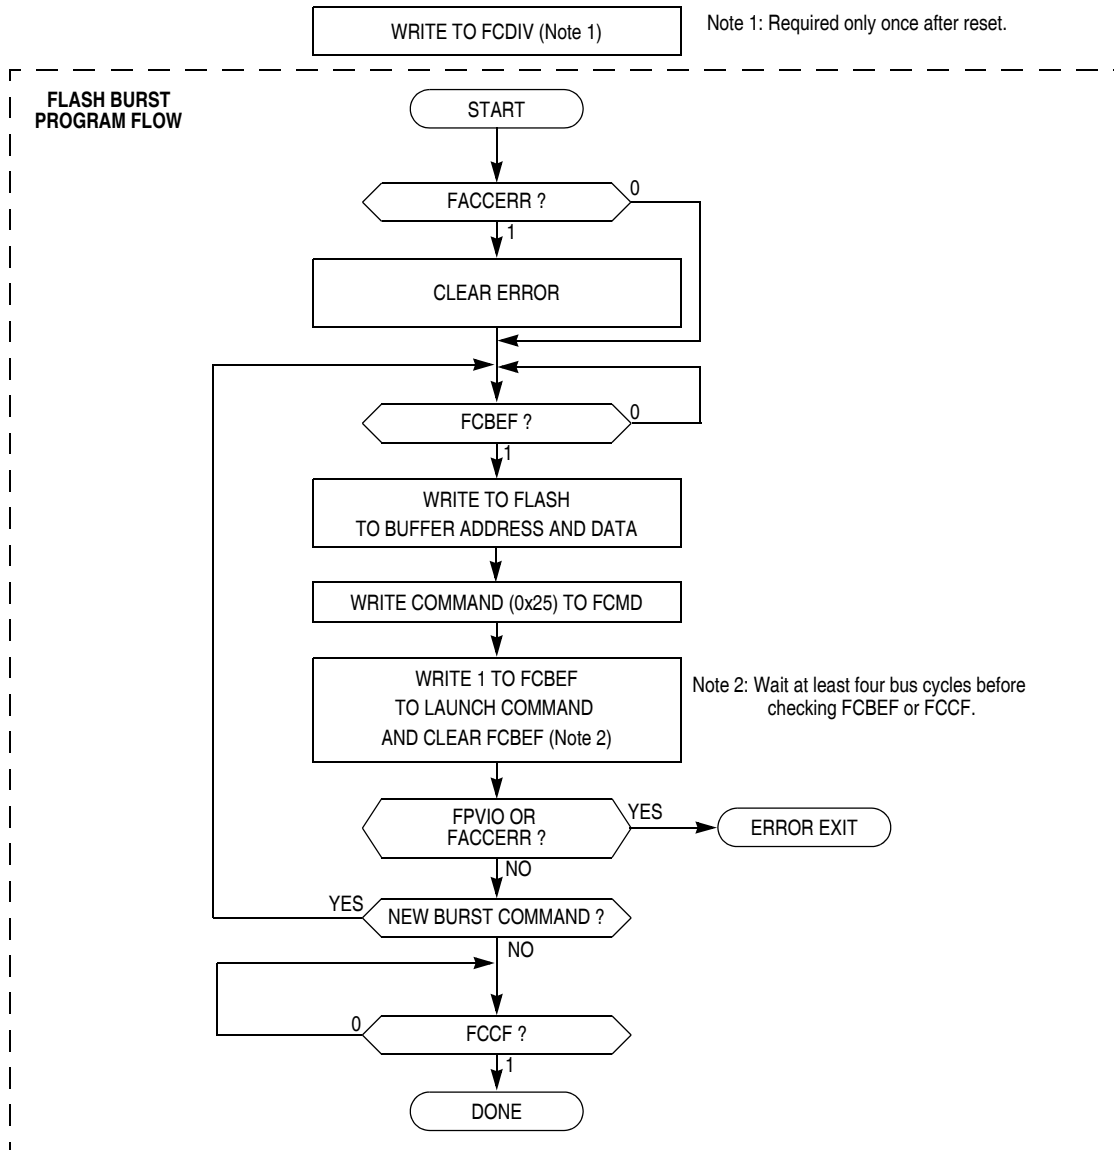 WRITE TO FCDIV (Note 1)
Note 1: Required only once after reset.
FLASH BURST
PROGRAM FLOW
START
FACCERR ?
0
1
CLEAR ERROR
FCBEF ?
0
1
WRITE TO FLASH
TO BUFFER ADDRESS AND DATA
WRITE COMMAND (0x25) TO FCMD
WRITE 1 TO FCBEF
TO LAUNCH COMMAND
AND CLEAR FCBEF (Note 2)
Note 2: Wait at least four bus cycles before
checking FCBEF or FCCF.
FPVIO OR
FACCERR ?
YES
ERROR EXIT
NO
YES
NEW BURST COMMAND ?
NO
0
FCCF ?
1
DONE